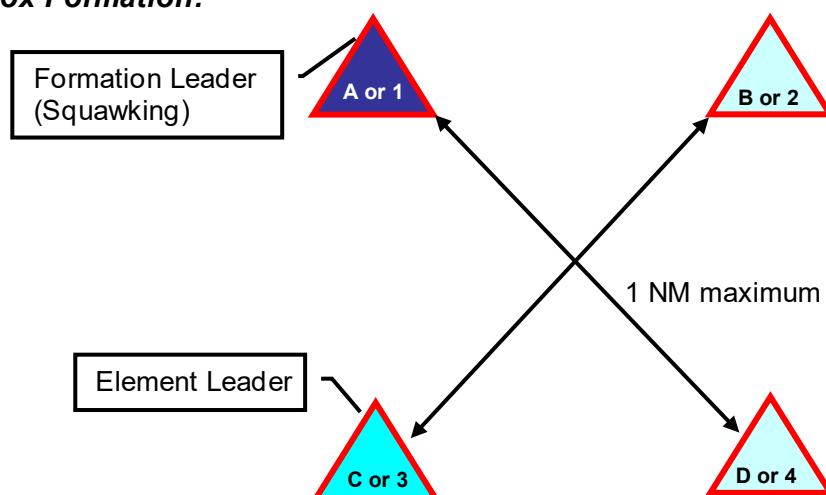 ox Formation:
Formation Leader
(Squawking)
A or 1
B or 2
1 NM maximum
Element Leader
C or 3
D or 4